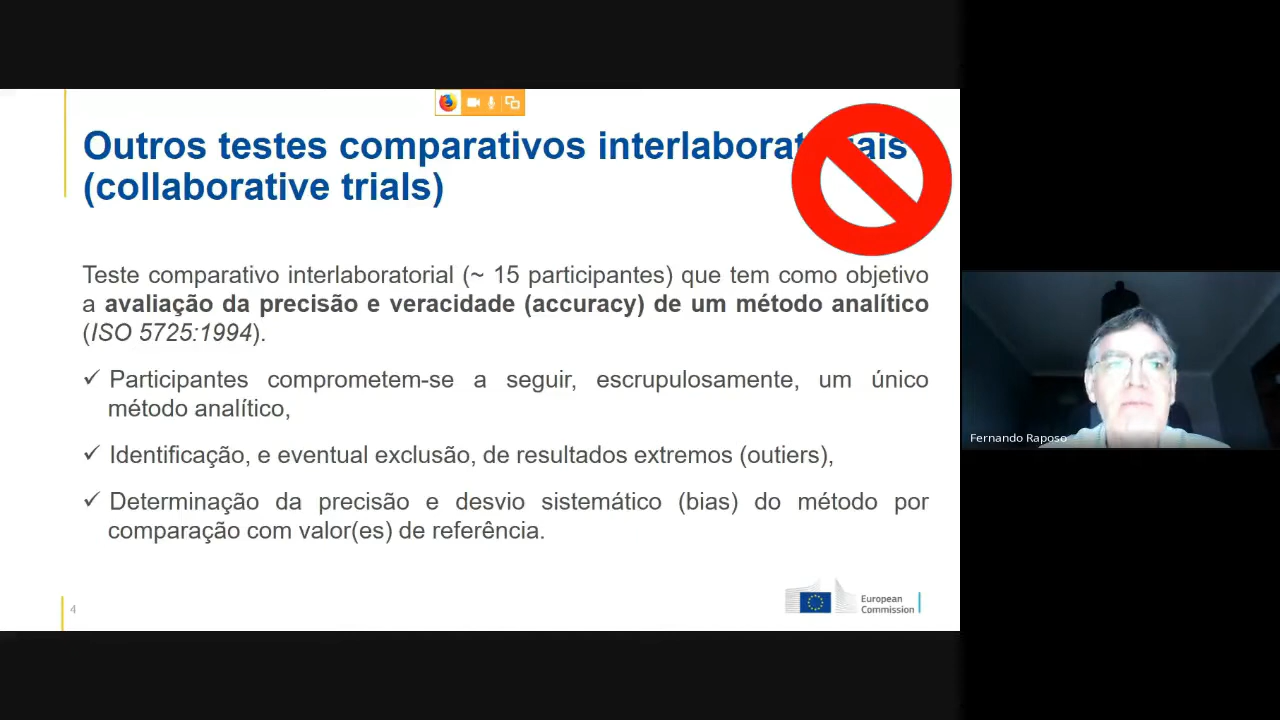 Outros testes comparativos interlaborat ais
(collaborative trials)
Teste comparativo interlaboratorial (~ 15 participantes) que tem como objetivo
a avaliação da precisão e veracidade (accuracy) de um método analítico
(ISO 5725:1994).
✓ Participantes comprometem-se a seguir, escrupulosamente, um único
método analítico,
✓ Identificação, e eventual exclusão, de resultados extremos (outiers),
✓ Determinação da precisão e desvio sistemático (bias) do método por
comparação com valor(es) de referência.
4
European
Commission
Fernando Raposo